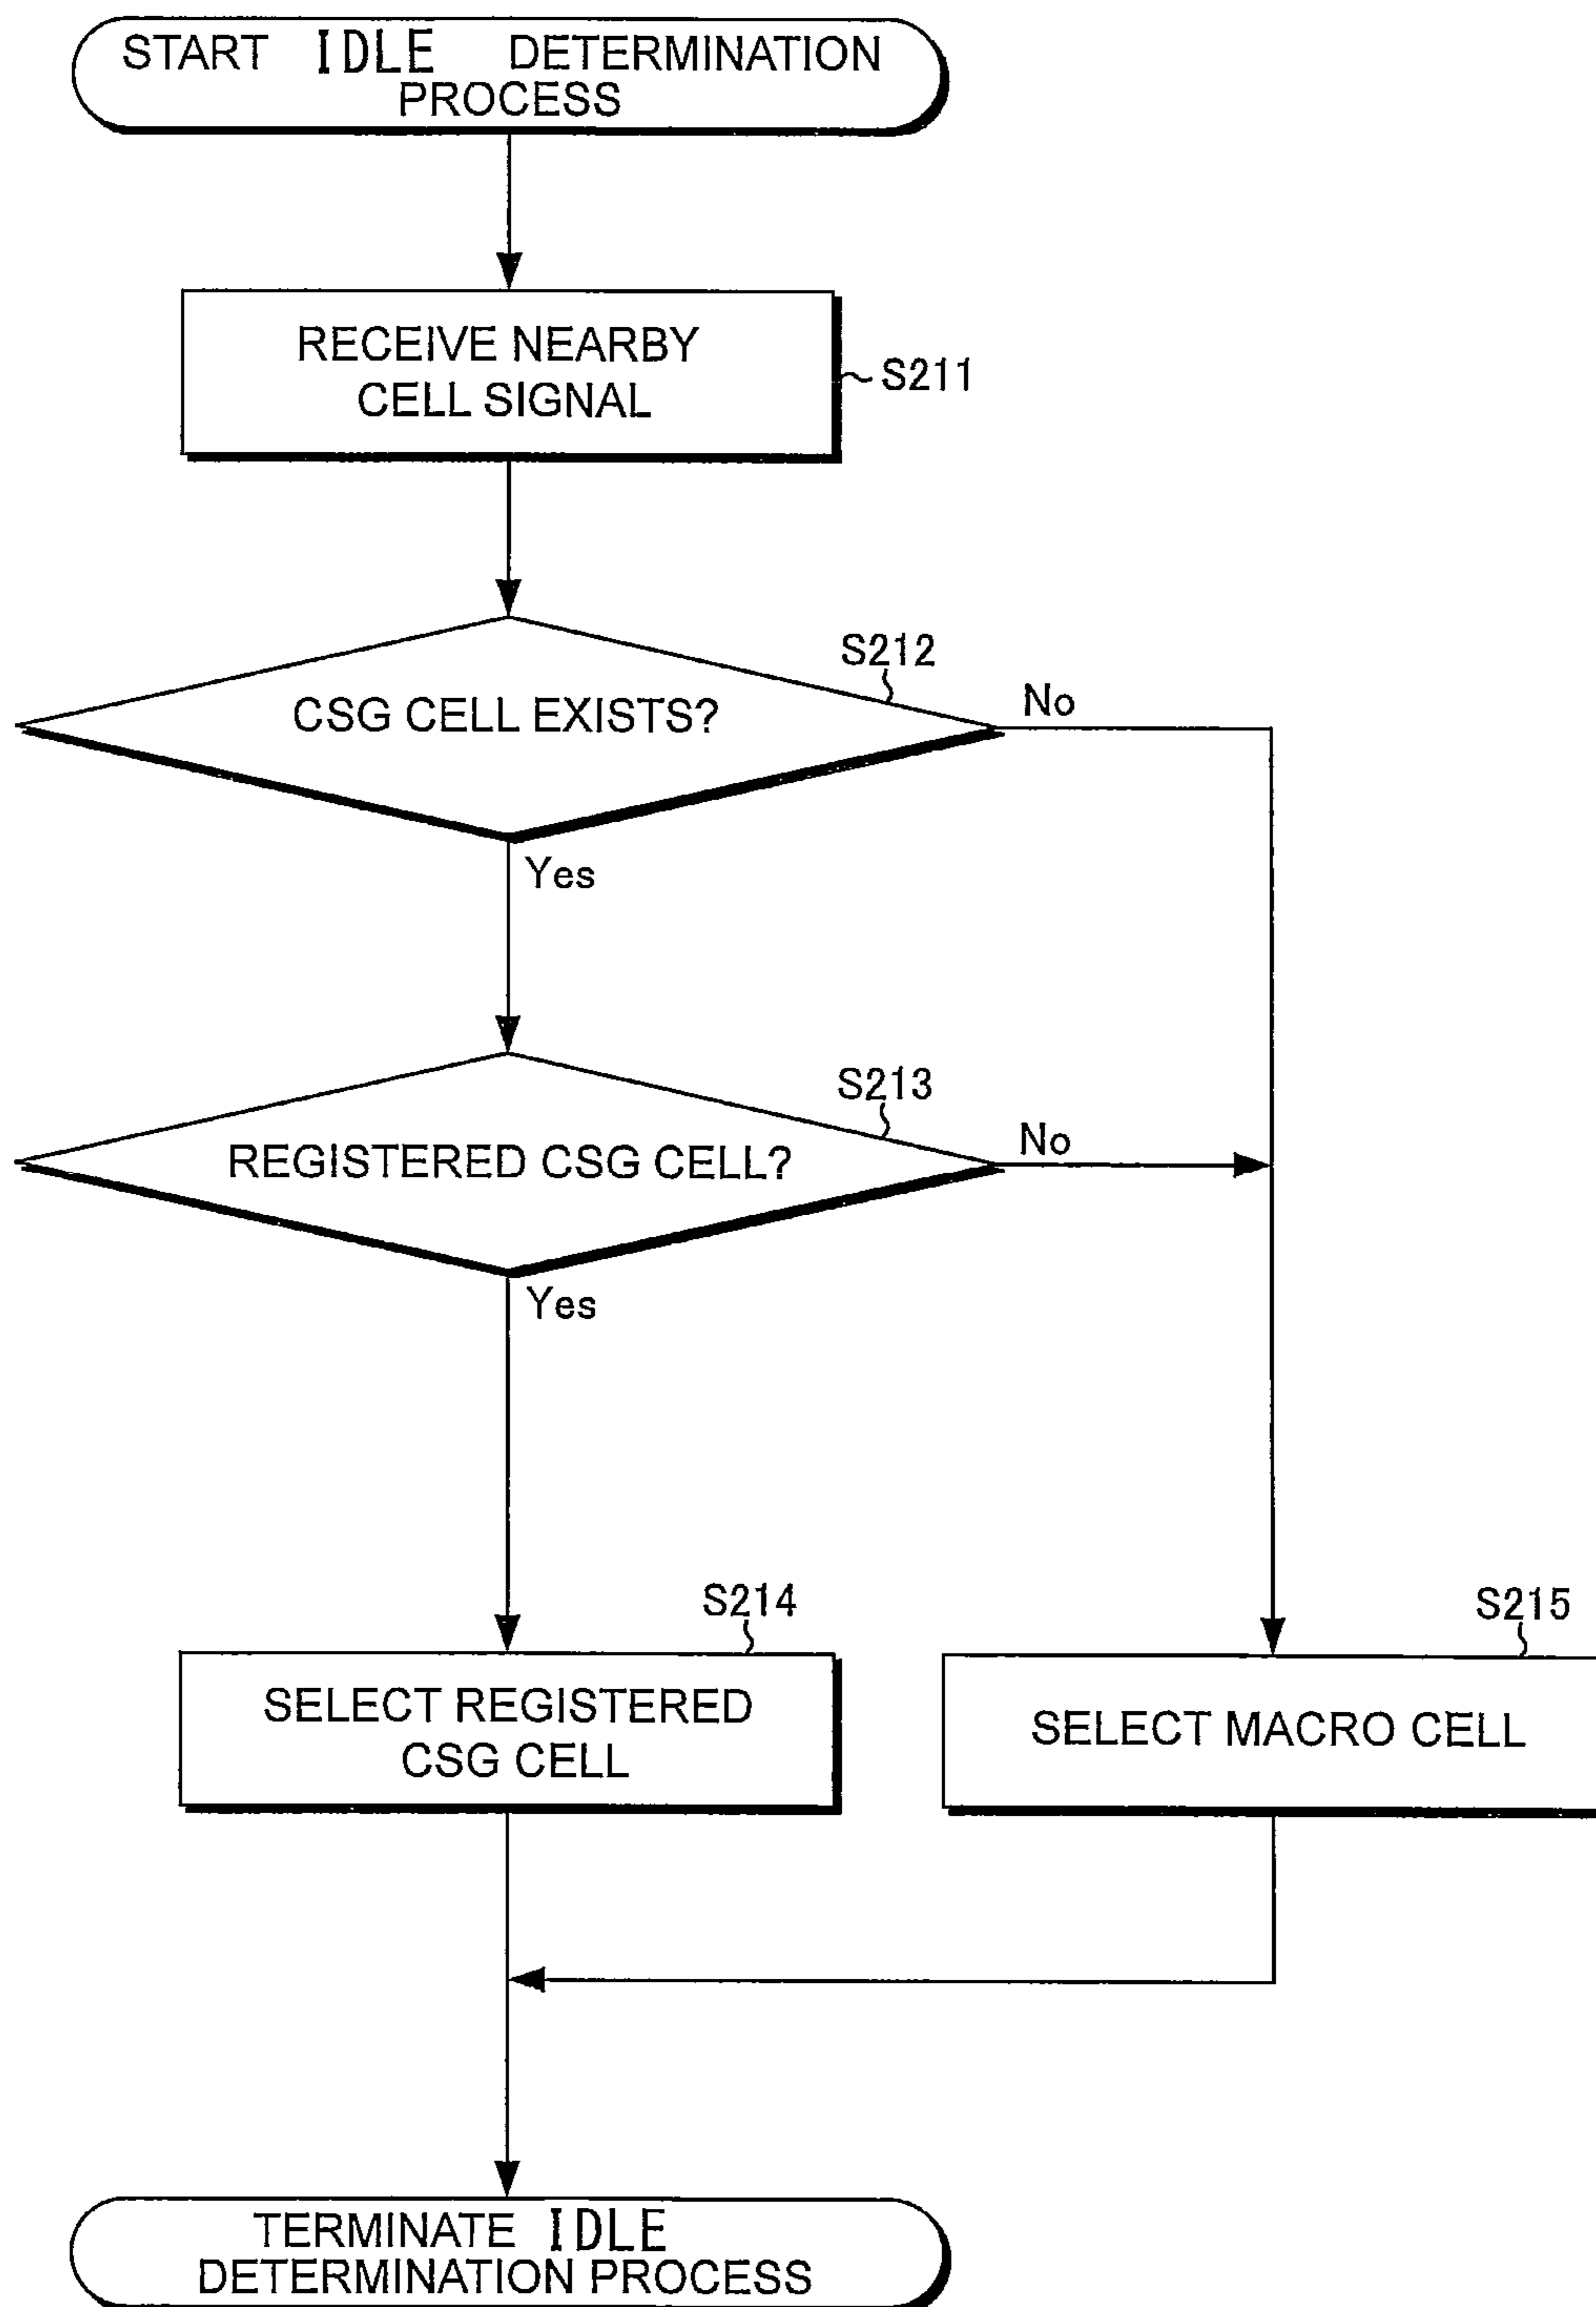 START IDLE DETERMINATION
PROCESS
RECEIVE NEARBY
CELL SIGNAL
S211
S212
CSG CELL EXISTS?
No
Yes
S213
REGISTERED CSG CELL?
No
Yes
S214
SELECT REGISTERED
CSG CELL
S215
SELECT MACRO CELL
TERMINATE IDLE
DETERMINATION PROCESS